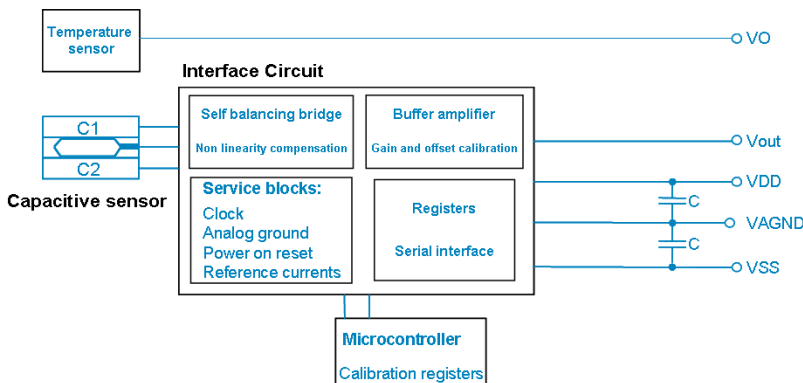 Temperature
sensor
VO
Interface Circuit
Self balancing bridge
Non linearity compensation
Buffer amplifier
Gain and offset calibration
C1
C2
Capacitive sensor
Vout
Service blocks:
Clock
Analog ground
Power on reset
Reference currents
Registers
Serial interface
VDD
C
VAGND
C
VSS
Microcontroller
Calibration registers